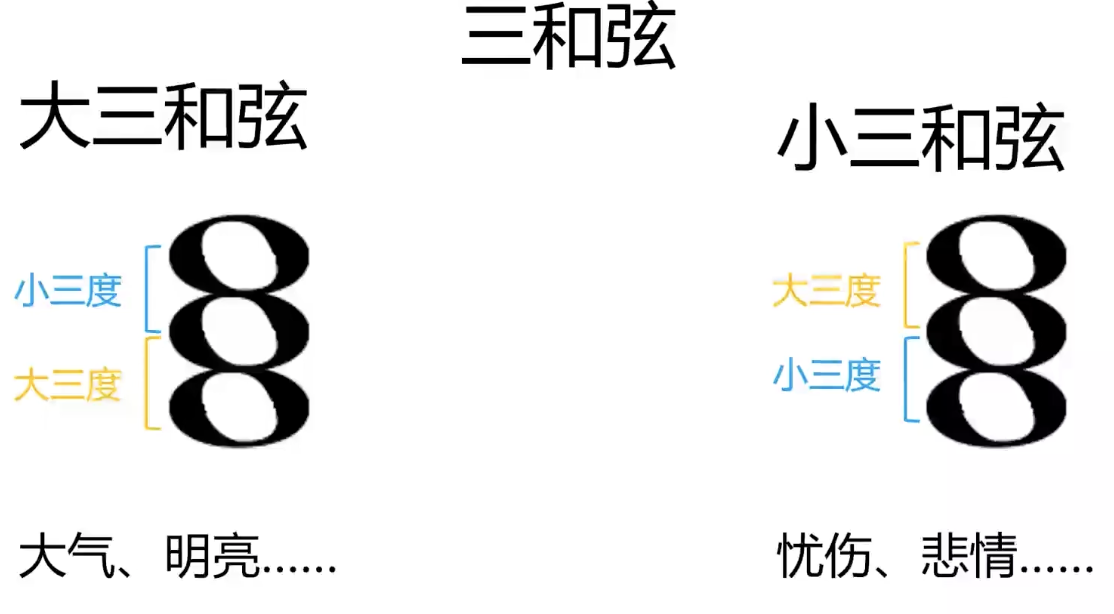 三和弦
大三和弦
小三度
大三度
大气、明亮......
小三和弦
大三度
小三度
忧伤、悲情......